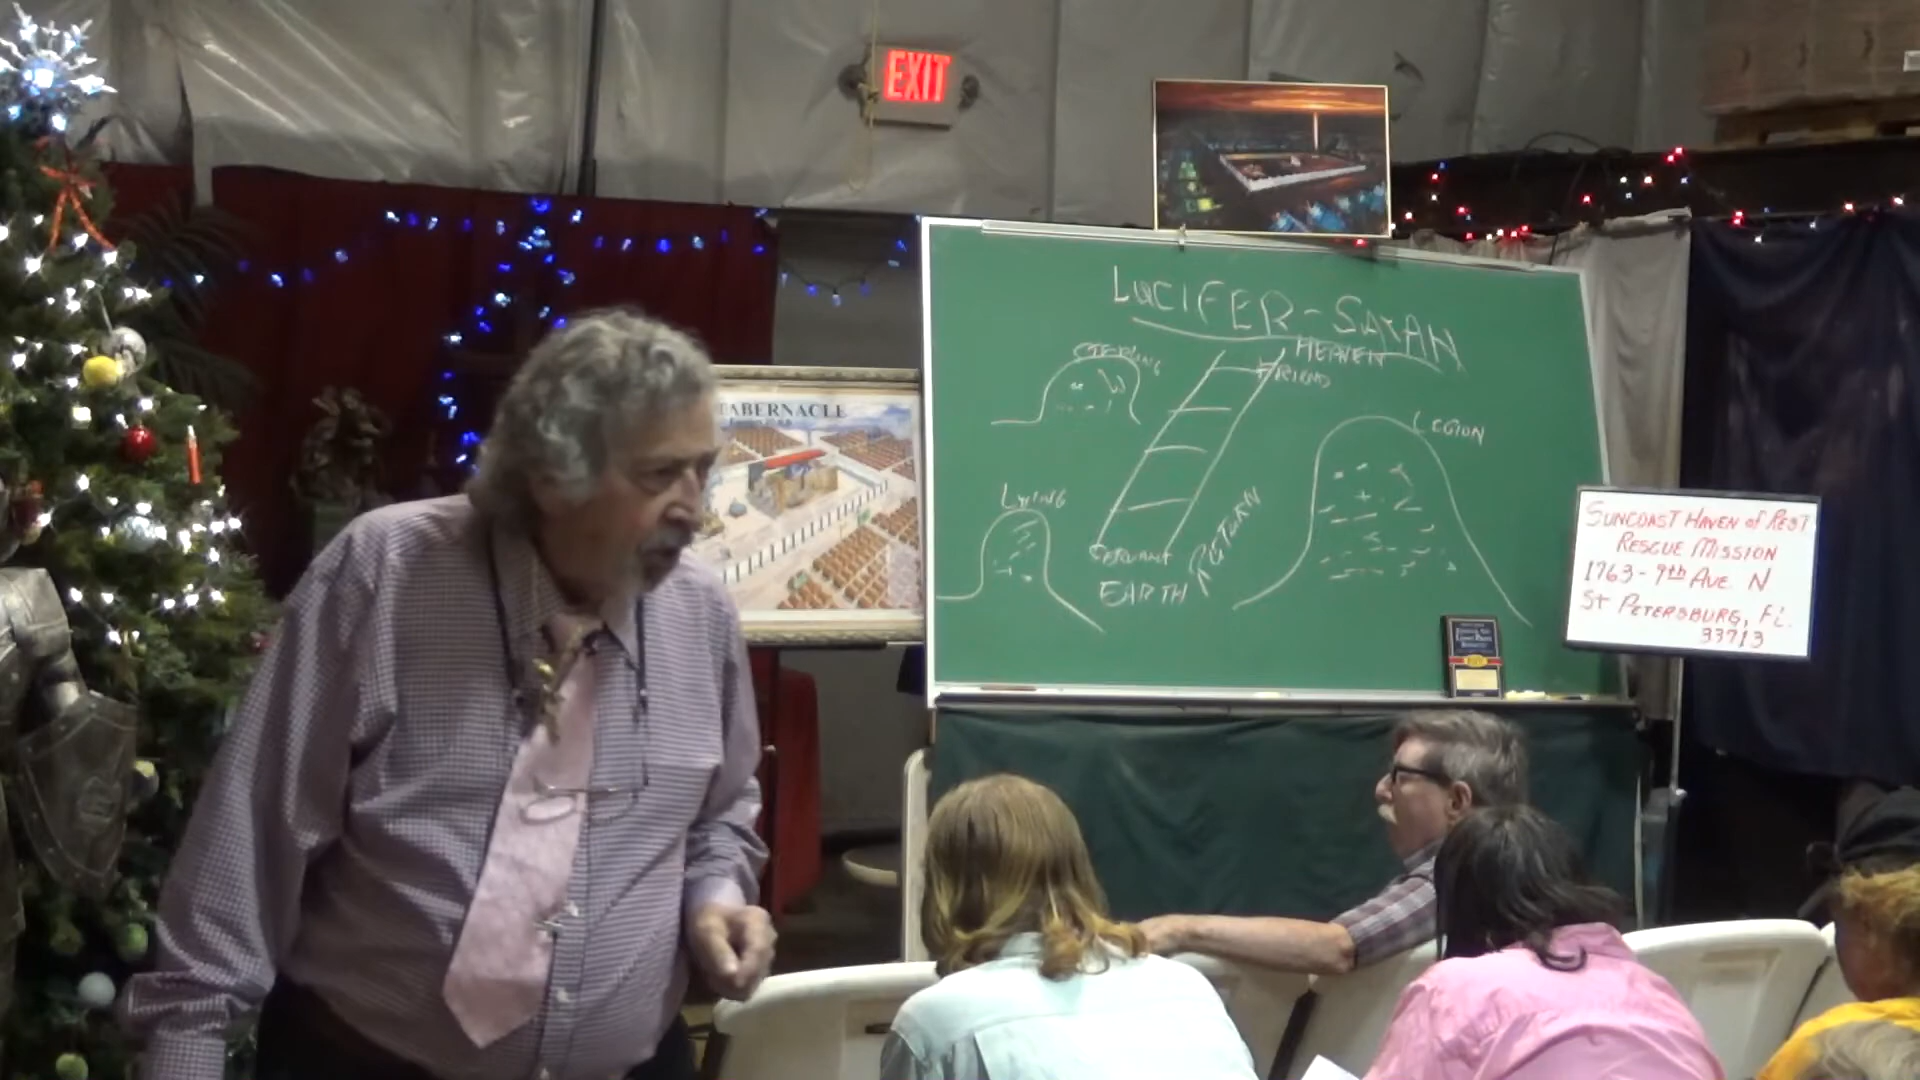 EXIT
LUCIFER-SATAN
HEAVEN
FRIEND
LEGION
LYING
SERVANT
EARTH
RETURN
TABERNACLE
SUNCOAST HAVEN of REST
RESCUE MISSION
1763-9th AVE. N
ST PETERSBURG, FL.
33713